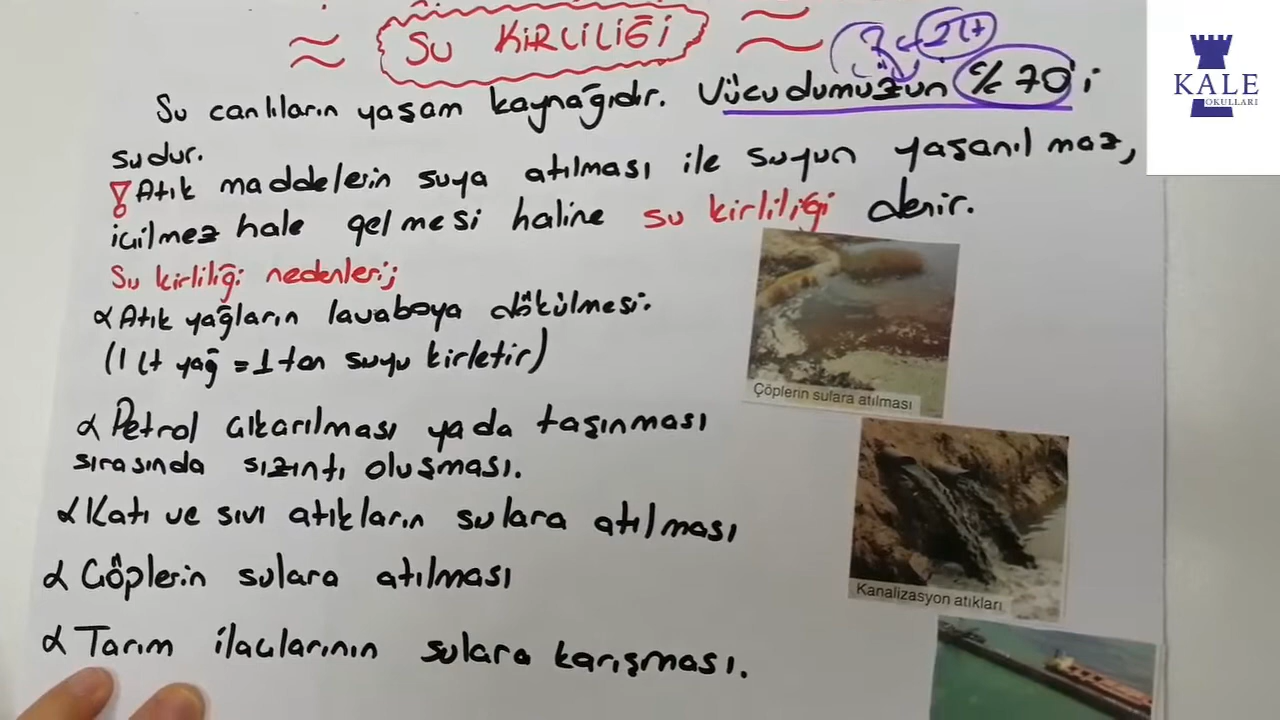 SU KİRLİLİĞİ
? 2 lt
KALE
OKULLARI
Su canlıların yaşam kaynağıdır. Vücudumuzun % 70'i
sudur.
! Atık maddelerin suya atılması ile suyun yaşanılmaz,
içilmez hale gelmesi haline su kirliliği denir.
Su kirliliği nedenleri;
α Atık yağların lavaboya dökülmesi.
(1 lt yağ = 1 ton suyu kirletir)
α Petrol çıkarılması yada taşınması
sırasında sızıntı oluşması.
α Katı ve sıvı atıkların sulara atılması
α Çöplerin sulara atılması
α Tarım ilaçlarının sulara karışması.
Çöplerin sulara atılması
Kanalizasyon atıkları